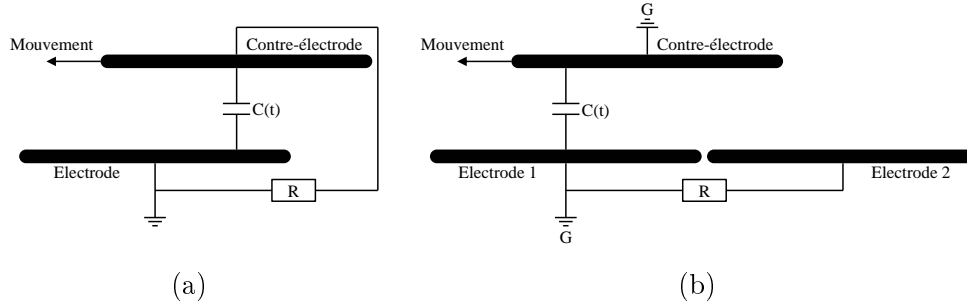 Mouvement
Contre-électrode
C(t)
Electrode
R
(a)
G
Mouvement
Contre-électrode
C(t)
Electrode 1
Electrode 2
R
G
(b)